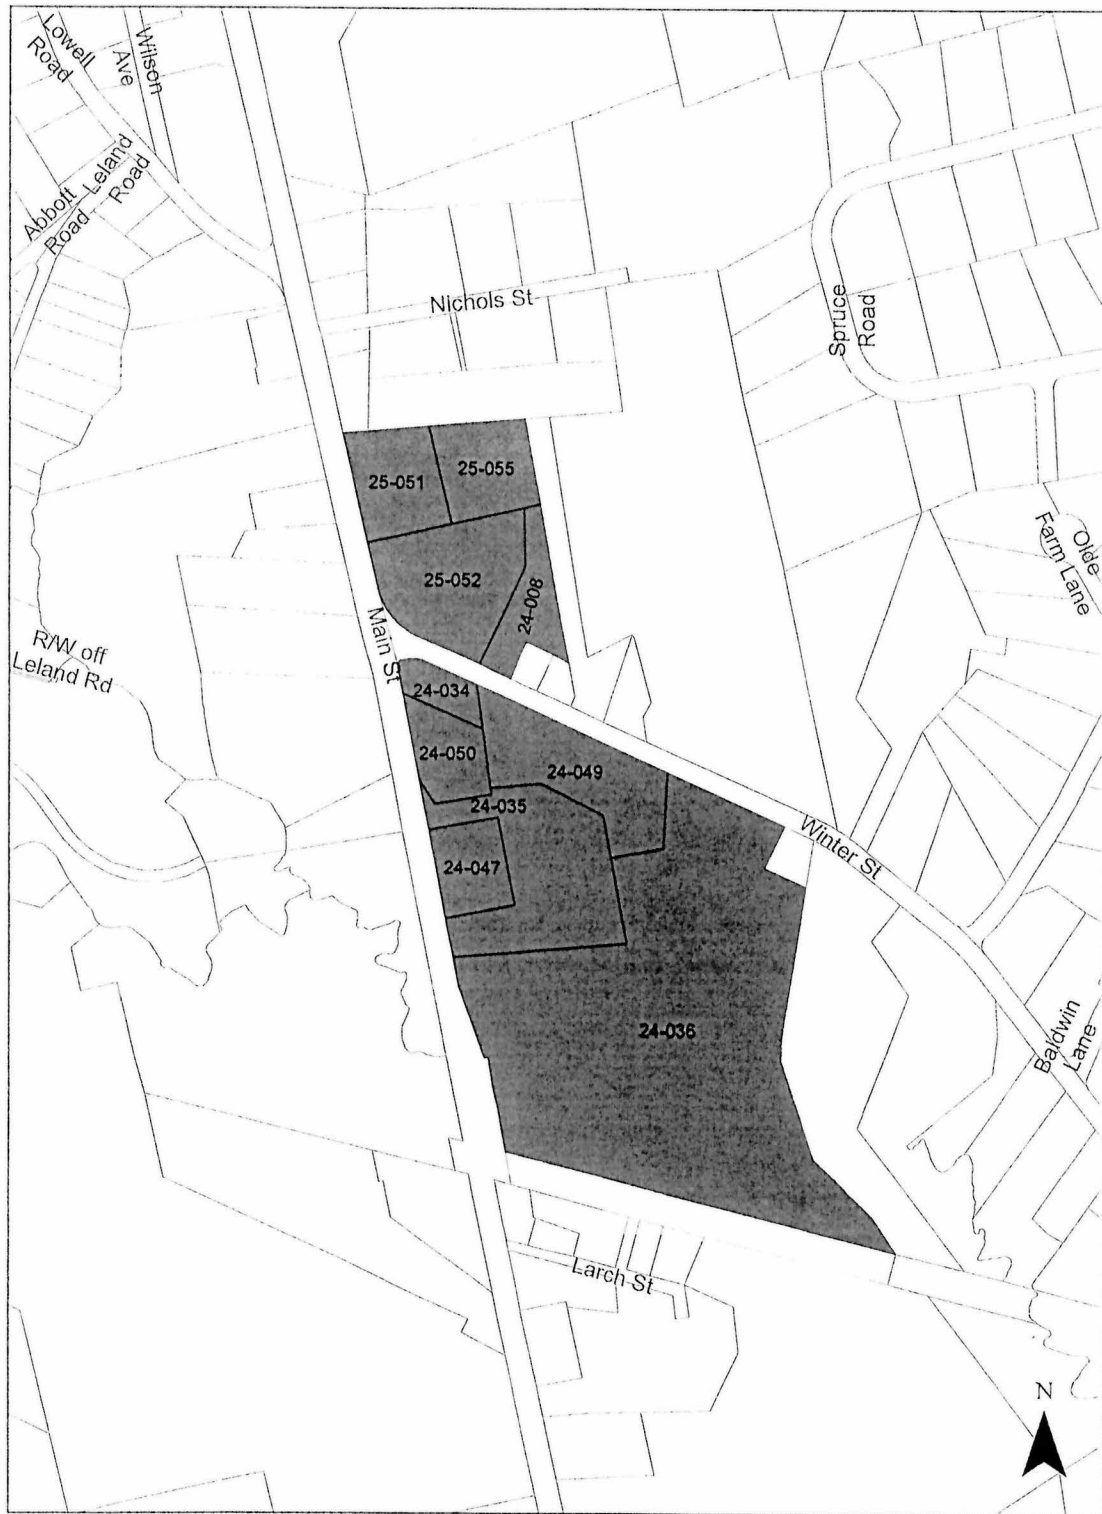 Lowell
Road
Wilson
Ave
Abbott
Road
Leland
Road
Nichols St
Spruce
Road
25-051
25-055
25-052
24-008
Olde
Farm Lane
R/W off
Leland Rd
Main St
24-034
24-050
24-049
24-035
24-047
Winter St
24-036
Baldwin
Lane
Larch St
N